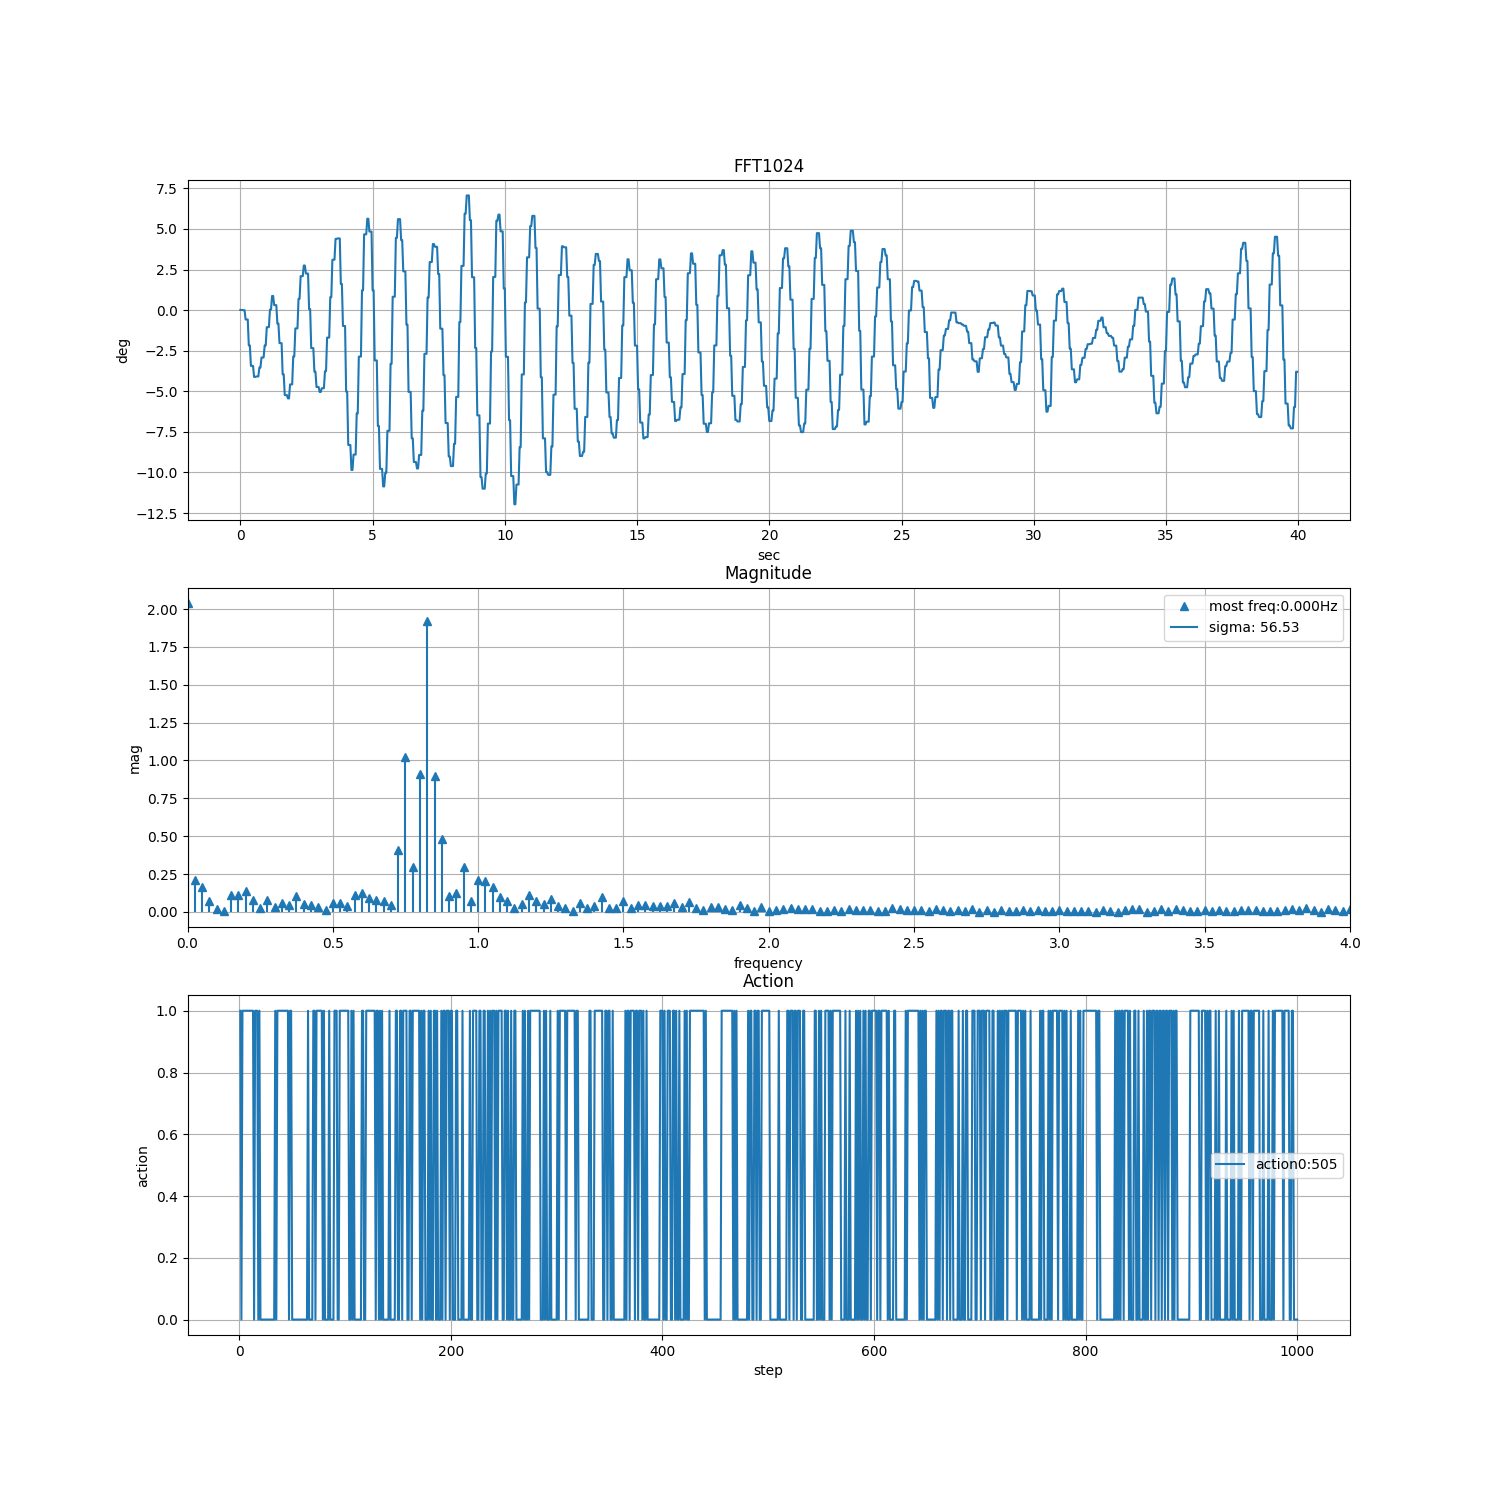 FFT1024
7.5
5.0
2.5
0.0
−2.5
−5.0
−7.5
−10.0
−12.5
deg
0 5 10 15 20 25 30 35 40
sec
Magnitude
2.00
1.75
1.50
1.25
1.00
0.75
0.50
0.25
0.00
mag
most freq:0.000Hz
sigma: 56.53
0.0 0.5 1.0 1.5 2.0 2.5 3.0 3.5 4.0
frequency
Action
1.0
0.8
0.6
0.4
0.2
0.0
action
action0:505
0 200 400 600 800 1000
step